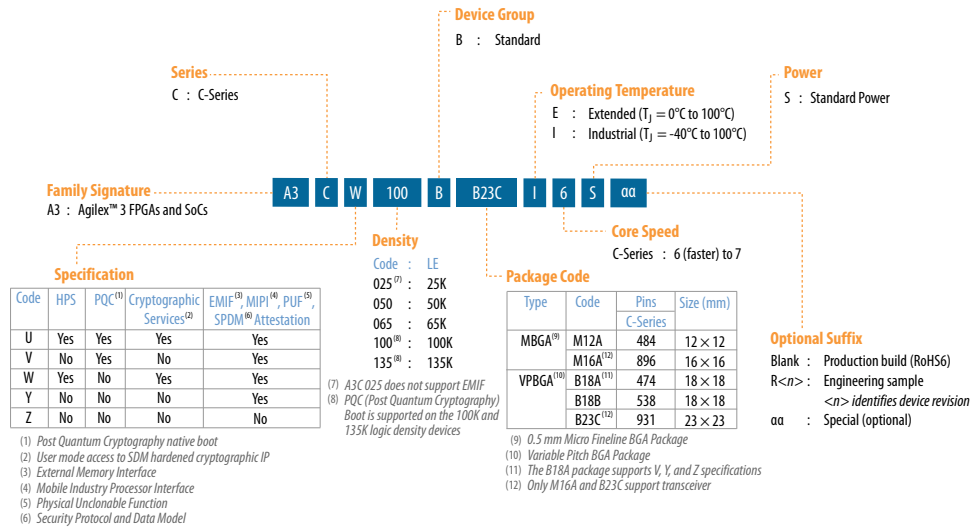 Device Group
B : Standard
Series
C : C-Series
Operating Temperature
E : Extended (TJ = 0°C to 100°C)
I : Industrial (TJ = -40°C to 100°C)
Power
S : Standard Power
Family Signature
A3 : Agilex™ 3 FPGAs and SoCs
A3 C W 100 B B23C I 6 S αα
Core Speed
C-Series : 6 (faster) to 7
Specification
Code HPS PQC(1) Cryptographic Services(2) EMIF(3), MIPI(4), PUF(5), SPDM(6) Attestation
U Yes Yes Yes Yes
V No Yes No Yes
W Yes No Yes Yes
Y No No No Yes
Z No No No No
(1) Post Quantum Cryptography native boot
(2) User mode access to SDM hardened cryptographic IP
(3) External Memory Interface
(4) Mobile Industry Processor Interface
(5) Physical Unclonable Function
(6) Security Protocol and Data Model
Density
Code : LE
025(7) : 25K
050 : 50K
065 : 65K
100(8) : 100K
135(8) : 135K
(7) A3C 025 does not support EMIF
(8) PQC (Post Quantum Cryptography)
Boot is supported on the 100K and
135K logic density devices
Package Code
Type Code Pins Size (mm)
C-Series
MBGA(9) M12A 484 12 × 12
M16A(12) 896 16 × 16
VPBGA(10) B18A(11) 474 18 × 18
B18B 538 18 × 18
B23C(12) 931 23 × 23
(9) 0.5 mm Micro Fineline BGA Package
(10) Variable Pitch BGA Package
(11) The B18A package supports V, Y, and Z specifications
(12) Only M16A and B23C support transceiver
Optional Suffix
Blank : Production build (RoHS6)
R<n> : Engineering sample
<n> identifies device revision
αα : Special (optional)